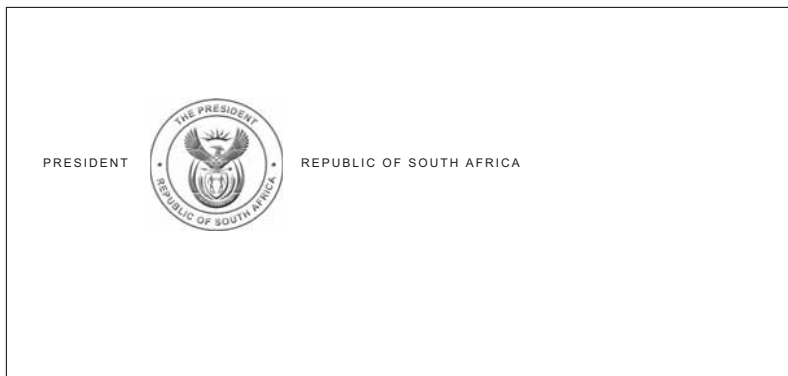 PRESIDENT
THE PRESIDENT
REPUBLIC OF SOUTH AFRICA
REPUBLIC OF SOUTH AFRICA